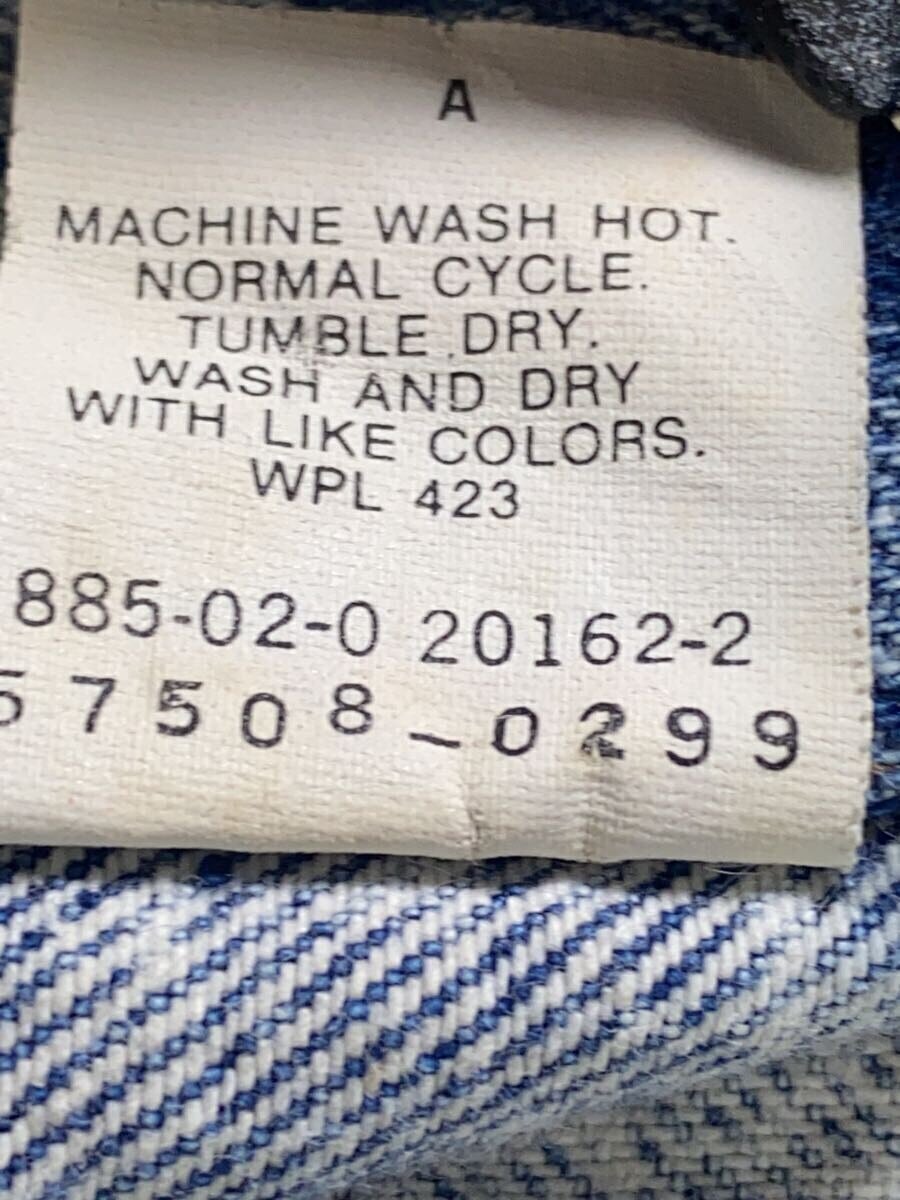 A
MACHINE WASH HOT.
NORMAL CYCLE.
TUMBLE DRY.
WASH AND DRY
WITH LIKE COLORS.
WPL 423
885-02-0 20162-2
57508-0299